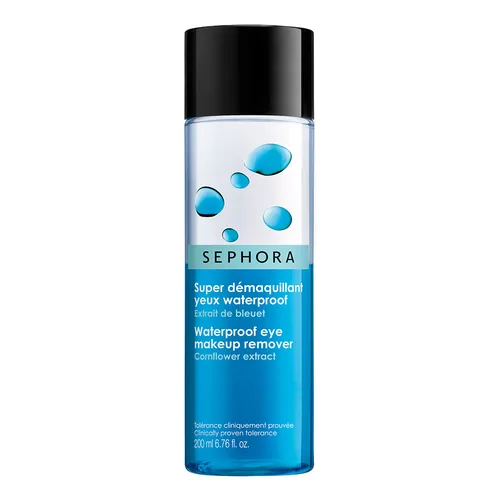 SEPHORA
Super démaquillant
yeux waterproof
Extrait de bleuet
Waterproof eye
makeup remover
Cornflower extract
Tolérance cliniquement prouvée
Clinically proven tolerance
200 ml 6.76 fl. oz.